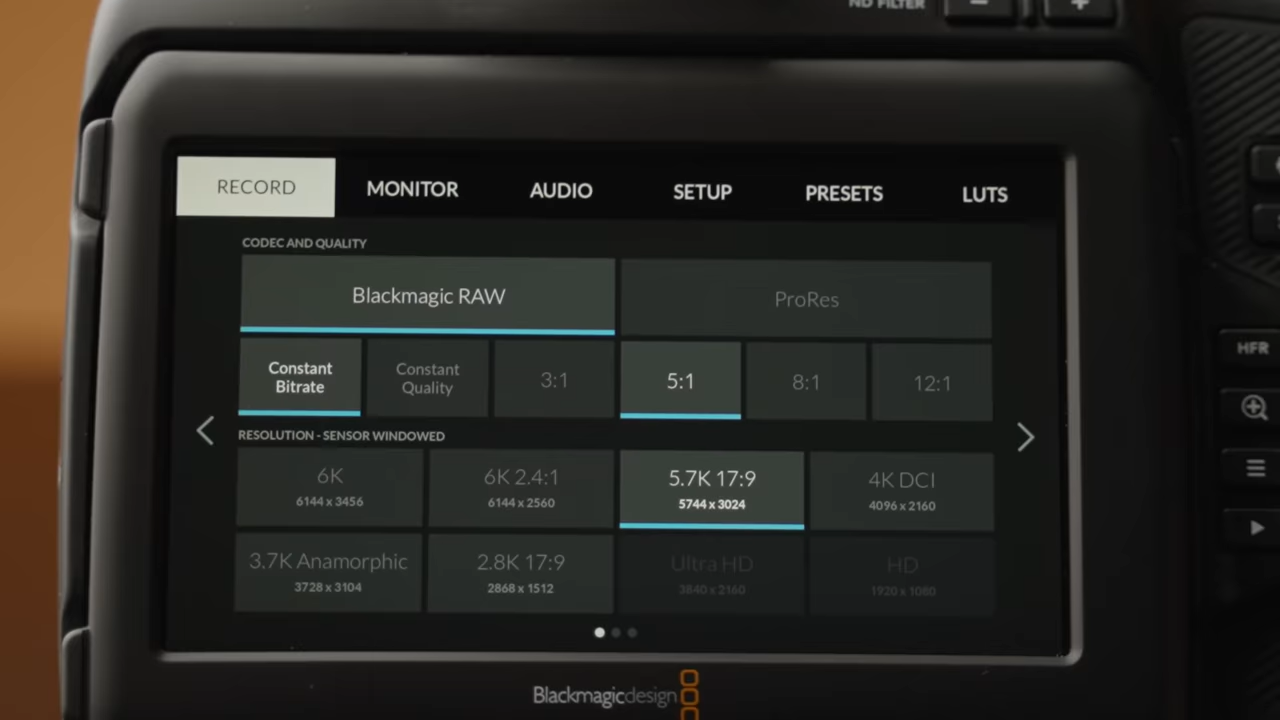 ND FILTER
RECORD MONITOR AUDIO SETUP PRESETS LUTS
CODEC AND QUALITY
Blackmagic RAW ProRes
Constant Bitrate Constant Quality 3:1 5:1 8:1 12:1
RESOLUTION - SENSOR WINDOWED
6K 6K 2.4:1 5.7K 17:9 4K DCI
6144 x 3456 6144 x 2560 5744 x 3024 4096 x 2160
3.7K Anamorphic 2.8K 17:9 Ultra HD HD
3728 x 3104 2868 x 1512 3840 x 2160 1920 x 1080
Blackmagicdesign
HFR